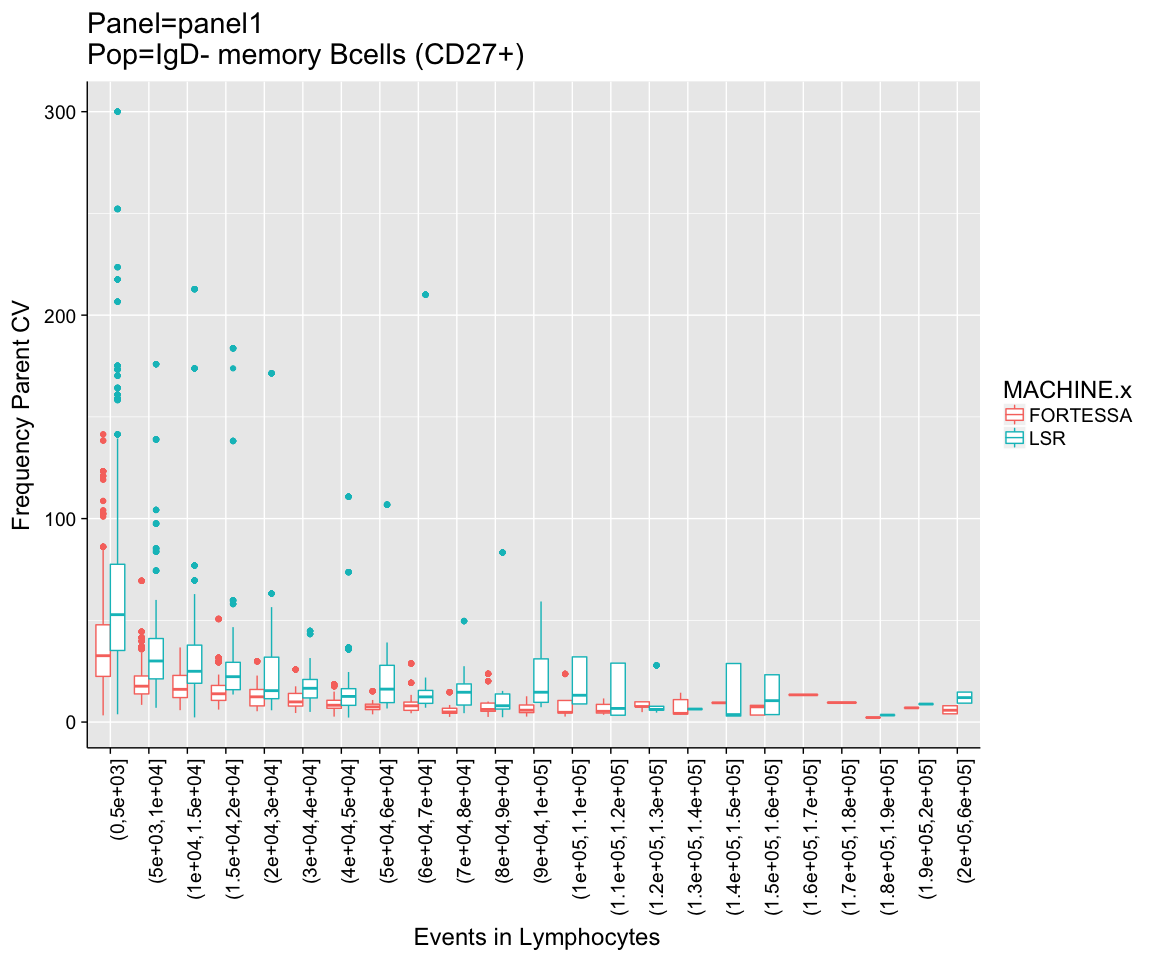 Panel=panel1
Pop=IgD- memory Bcells (CD27+)
300
200
100
0
Frequency Parent CV
(0,5e+03]
(5e+03,1e+04]
(1e+04,1.5e+04]
(1.5e+04,2e+04]
(2e+04,3e+04]
(3e+04,4e+04]
(4e+04,5e+04]
(5e+04,6e+04]
(6e+04,7e+04]
(7e+04,8e+04]
(8e+04,9e+04]
(9e+04,1e+05]
(1e+05,1.1e+05]
(1.1e+05,1.2e+05]
(1.2e+05,1.3e+05]
(1.3e+05,1.4e+05]
(1.4e+05,1.5e+05]
(1.5e+05,1.6e+05]
(1.6e+05,1.7e+05]
(1.7e+05,1.8e+05]
(1.8e+05,1.9e+05]
(1.9e+05,2e+05]
(2e+05,6e+05]
Events in Lymphocytes
MACHINE.x
FORTESSA
LSR